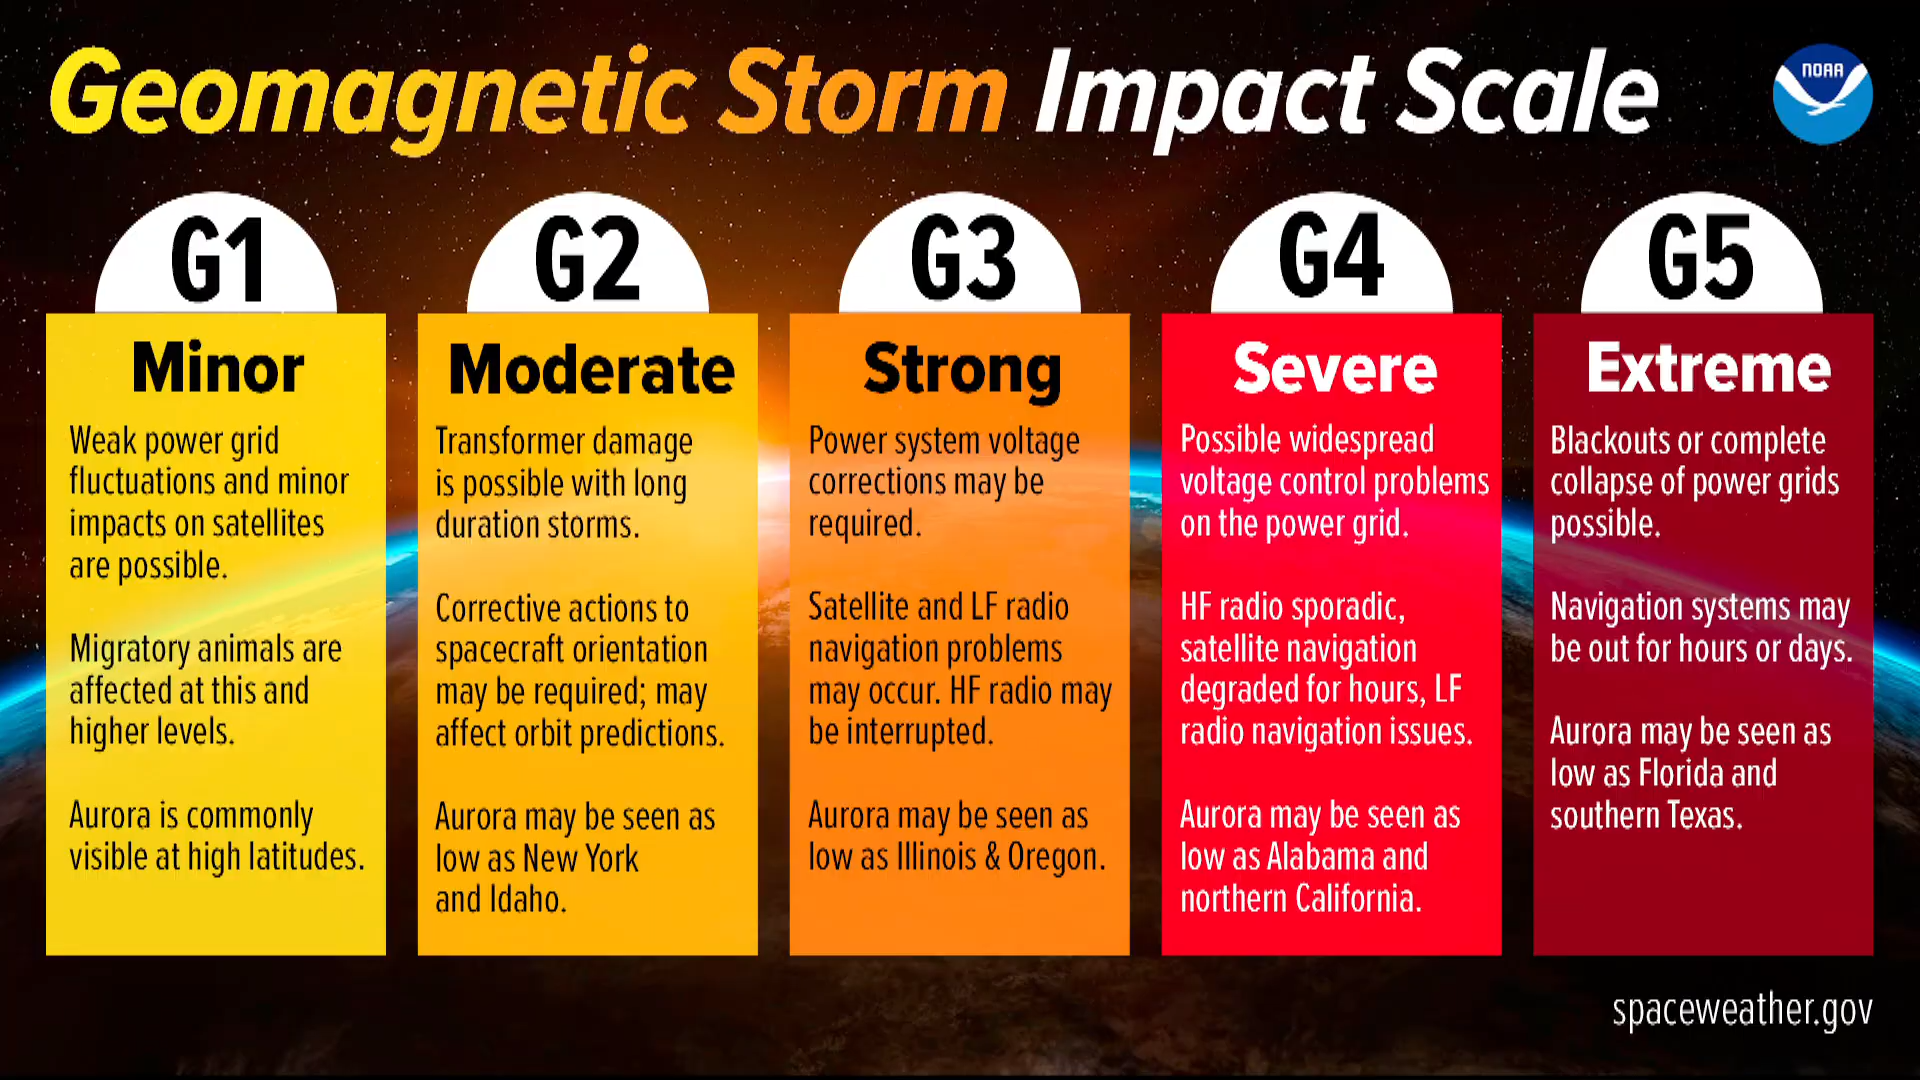 Geomagnetic Storm Impact Scale
NOAA
G1
Minor
Weak power grid
fluctuations and minor
impacts on satellites
are possible.
Migratory animals are
affected at this and
higher levels.
Aurora is commonly
visible at high latitudes.
G2
Moderate
Transformer damage
is possible with long
duration storms.
Corrective actions to
spacecraft orientation
may be required; may
affect orbit predictions.
Aurora may be seen as
low as New York
and Idaho.
G3
Strong
Power system voltage
corrections may be
required.
Satellite and LF radio
navigation problems
may occur. HF radio may
be interrupted.
Aurora may be seen as
low as Illinois & Oregon.
G4
Severe
Possible widespread
voltage control problems
on the power grid.
HF radio sporadic,
satellite navigation
degraded for hours, LF
radio navigation issues.
Aurora may be seen as
low as Alabama and
northern California.
G5
Extreme
Blackouts or complete
collapse of power grids
possible.
Navigation systems may
be out for hours or days.
Aurora may be seen as
low as Florida and
southern Texas.
spaceweather.gov